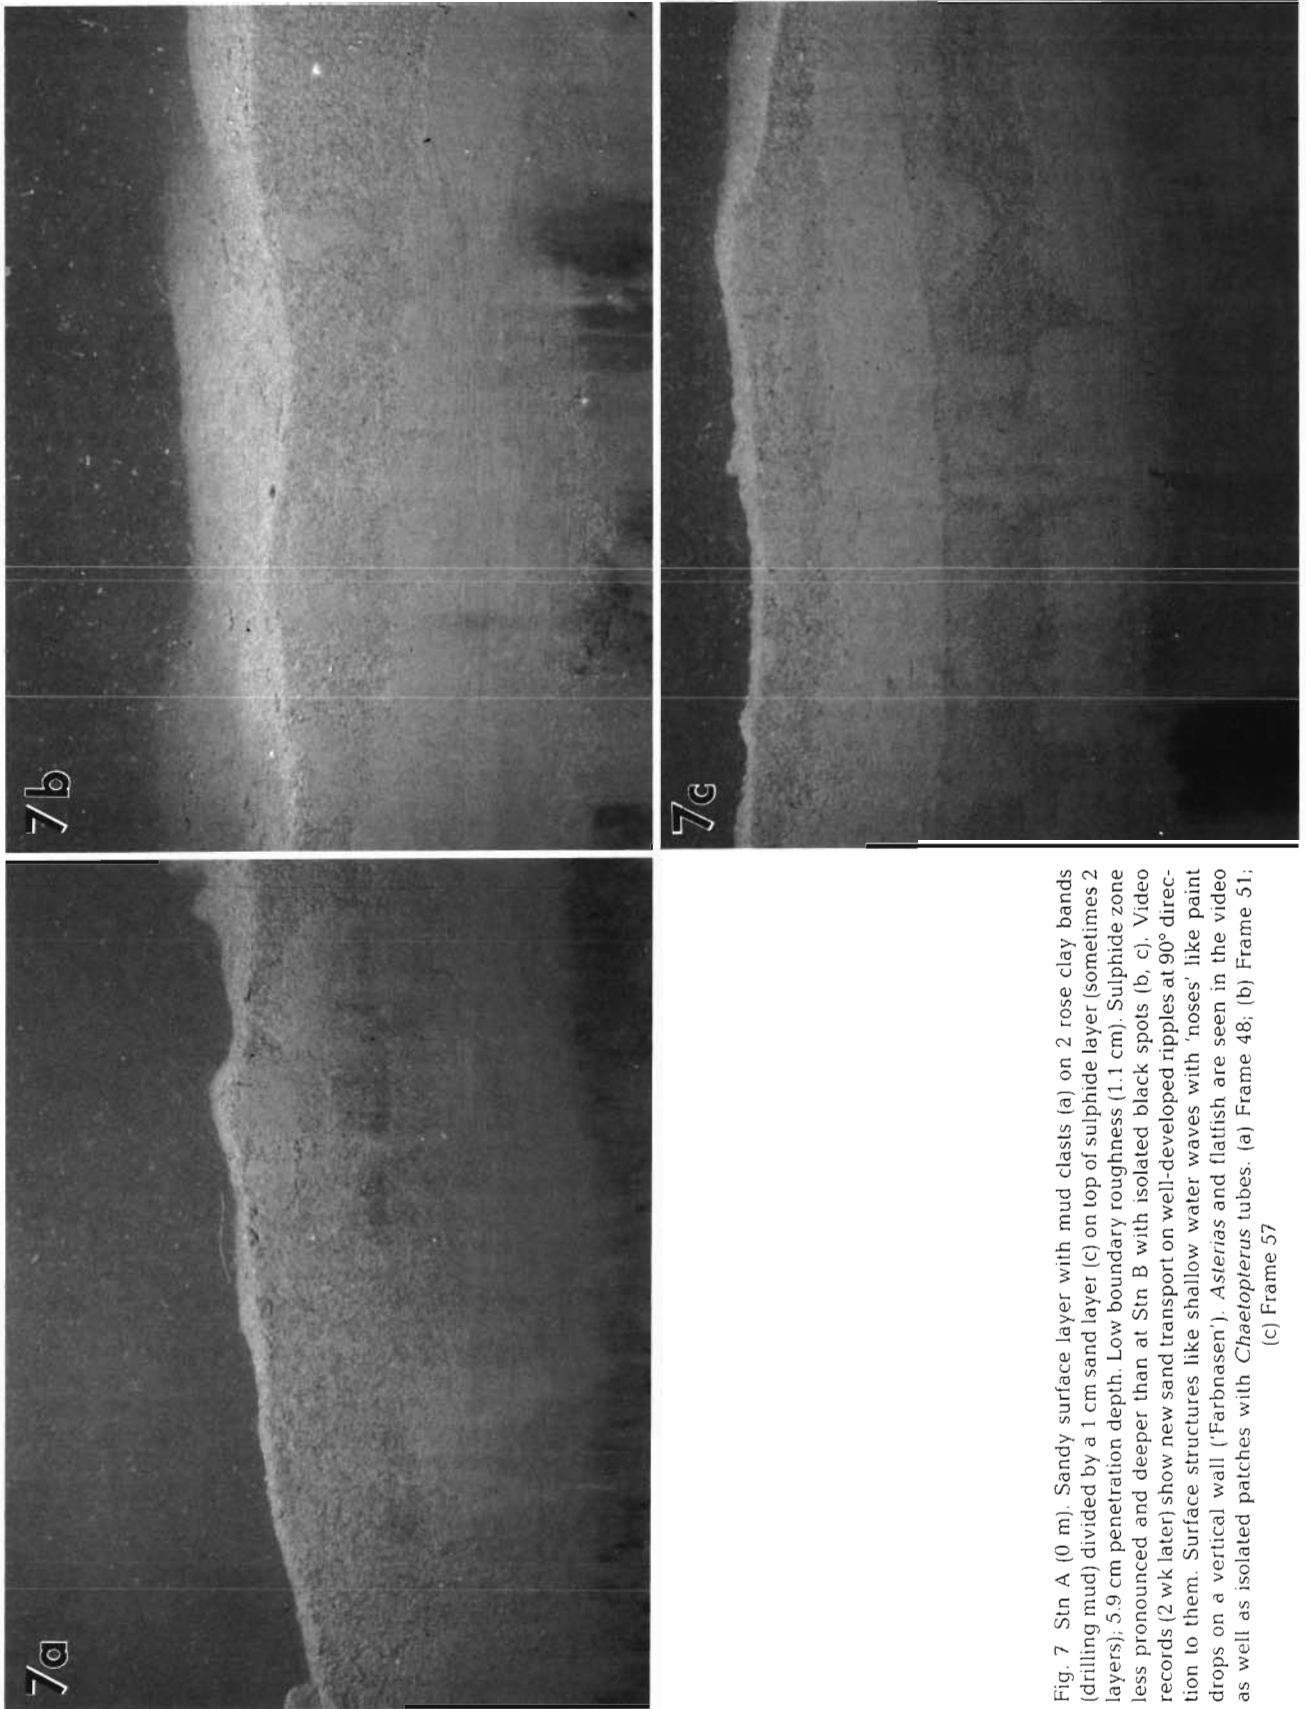 7a
7b
7c
Fig. 7 Stn A (0 m). Sandy surface layer with mud clasts (a) on 2 rose clay bands
(drilling mud) divided by a 1 cm sand layer (c) on top of sulphide layer (sometimes 2
layers); 5.9 cm penetration depth. Low boundary roughness (1.1 cm). Sulphide zone
less pronounced and deeper than at Stn B with isolated black spots (b, c). Video
records (2 wk later) show new sand transport on well-developed ripples at 90° direc-
tion to them. Surface structures like shallow water waves with 'noses' like paint
drops on a vertical wall ('Farbnasen'). Asterias and flatfish are seen in the video
as well as isolated patches with Chaetopterus tubes. (a) Frame 48; (b) Frame 51;
(c) Frame 57